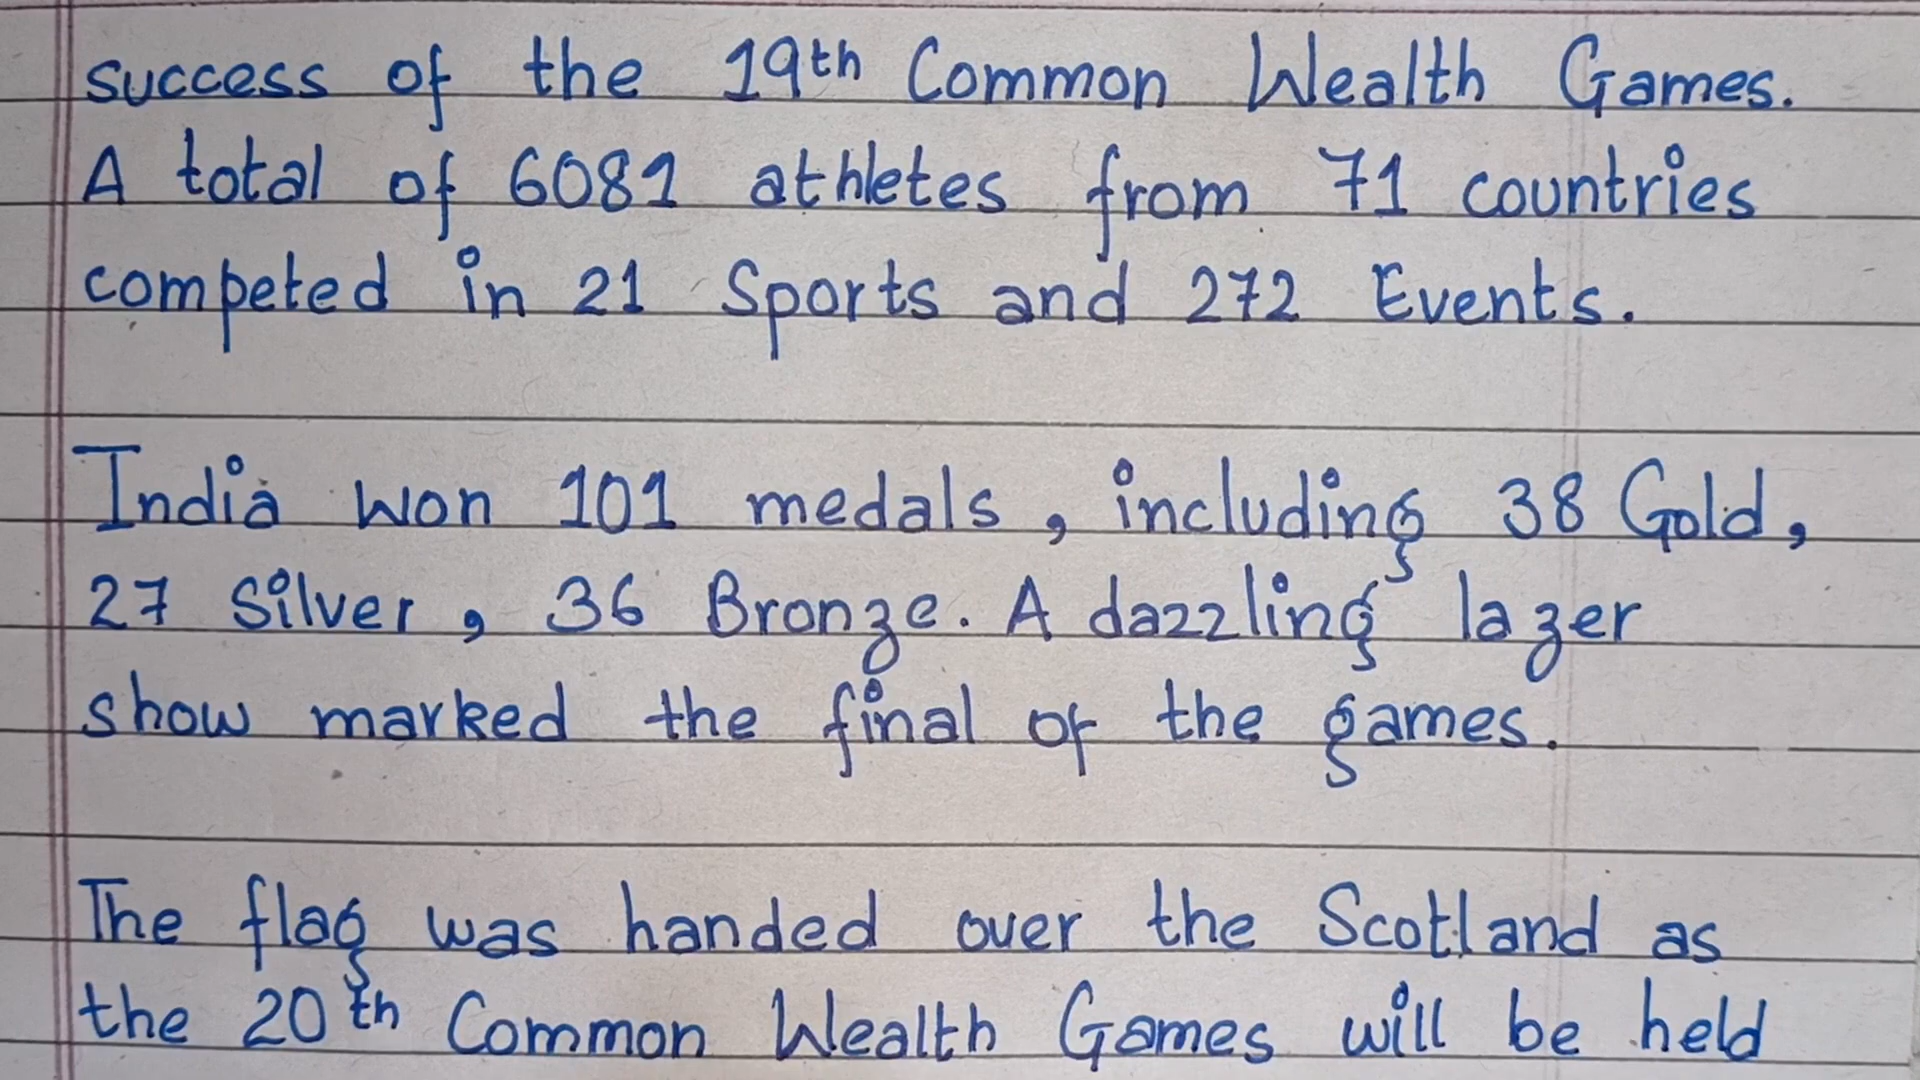 success of the 19th Common Wealth Games.
A total of 6081 athletes from 71 countries
competed in 21 Sports and 272 Events.
India won 101 medals, including 38 Gold,
27 Silver, 36 Bronze. A dazzling lazer
show marked the final of the games.
The flag was handed over the Scotland as
the 20th Common Wealth Games will be held